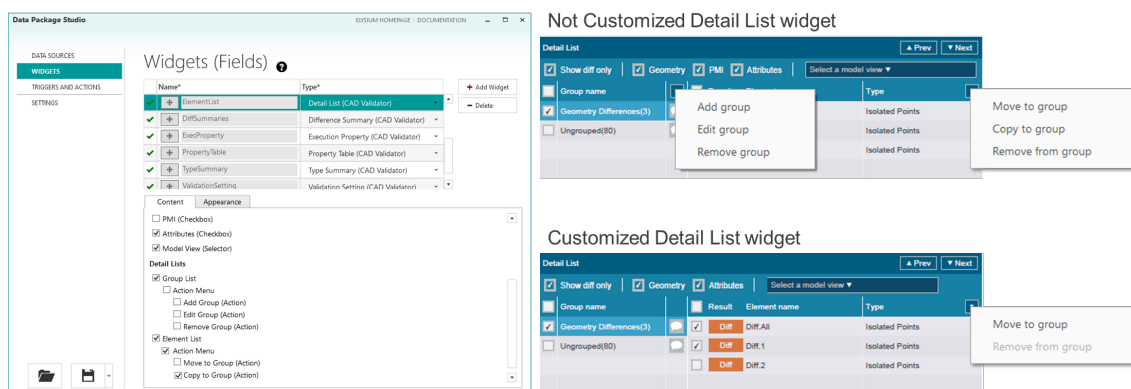 Data Package Studio
ELYSIUM HOMEPAGE | DOCUMENTATION
DATA SOURCES
WIDGETS
TRIGGERS AND ACTIONS
SETTINGS
Widgets (Fields)
Name* Type*
ElementList Detail List (CAD Validator)
DiffSummaries Difference Summary (CAD Validator)
ExecProperty Execution Property (CAD Validator)
PropertyTable Property Table (CAD Validator)
TypeSummary Type Summary (CAD Validator)
ValidationSetting Validation Setting (CAD Validator)
+ Add Widget
- Delete
Content Appearance
PMI (Checkbox)
Attributes (Checkbox)
Model View (Selector)
Detail Lists
Group List
Action Menu
Add Group (Action)
Edit Group (Action)
Remove Group (Action)
Element List
Action Menu
Move to Group (Action)
Copy to Group (Action)
Not Customized Detail List widget
Detail List ▲ Prev ▼ Next
Show diff only Geometry PMI Attributes Select a model view ▼
Group name Type
Geometry Differences(3) Isolated Points
Ungrouped(80) Isolated Points
Isolated Points
Add group
Edit group
Remove group
Move to group
Copy to group
Remove from group
Customized Detail List widget
Detail List ▲ Prev ▼ Next
Show diff only Geometry Attributes Select a model view ▼
Group name Result Element name Type
Geometry Differences(3) Diff Diff.All Isolated Points
Ungrouped(80) Diff Diff.1 Isolated Points
Diff Diff.2 Isolated Points
Move to group
Remove from group